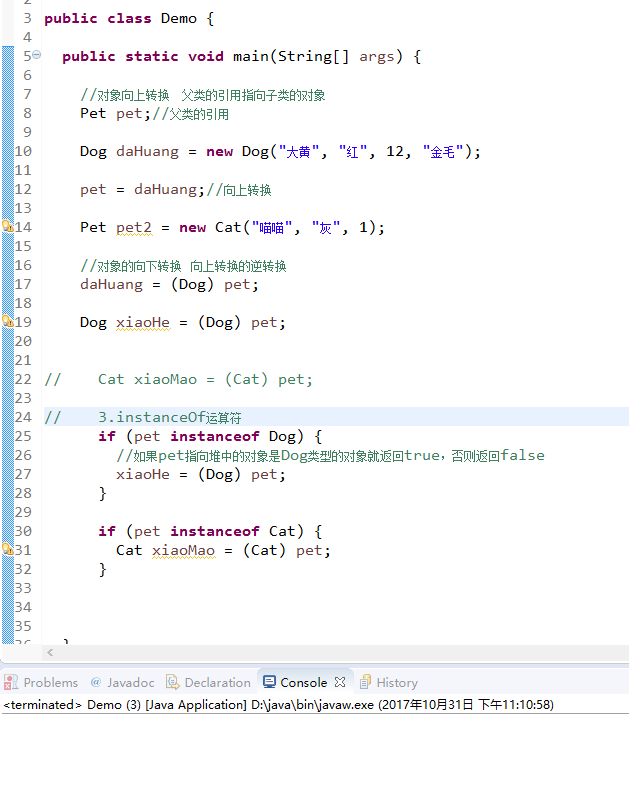 3 public class Demo {
4
5 public static void main(String[] args) {
6
7 //对象向上转换 父类的引用指向子类的对象
8 Pet pet;//父类的引用
9
10 Dog daHuang = new Dog("大黄", "红", 12, "金毛");
11
12 pet = daHuang;//向上转换
13
14 Pet pet2 = new Cat("喵喵", "灰", 1);
15
16 //对象的向下转换 向上转换的逆转换
17 daHuang = (Dog) pet;
18
19 Dog xiaoHe = (Dog) pet;
20
21
22 // Cat xiaoMao = (Cat) pet;
23
24 // 3.instanceOf运算符
25 if (pet instanceof Dog) {
26 //如果pet指向堆中的对象是Dog类型的对象就返回true，否则返回false
27 xiaoHe = (Dog) pet;
28 }
29
30 if (pet instanceof Cat) {
31 Cat xiaoMao = (Cat) pet;
32 }
33
34
35
Problems @ Javadoc Declaration Console History
<terminated> Demo (3) [Java Application] D:\java\bin\javaw.exe (2017年10月31日 下午11:10:58)